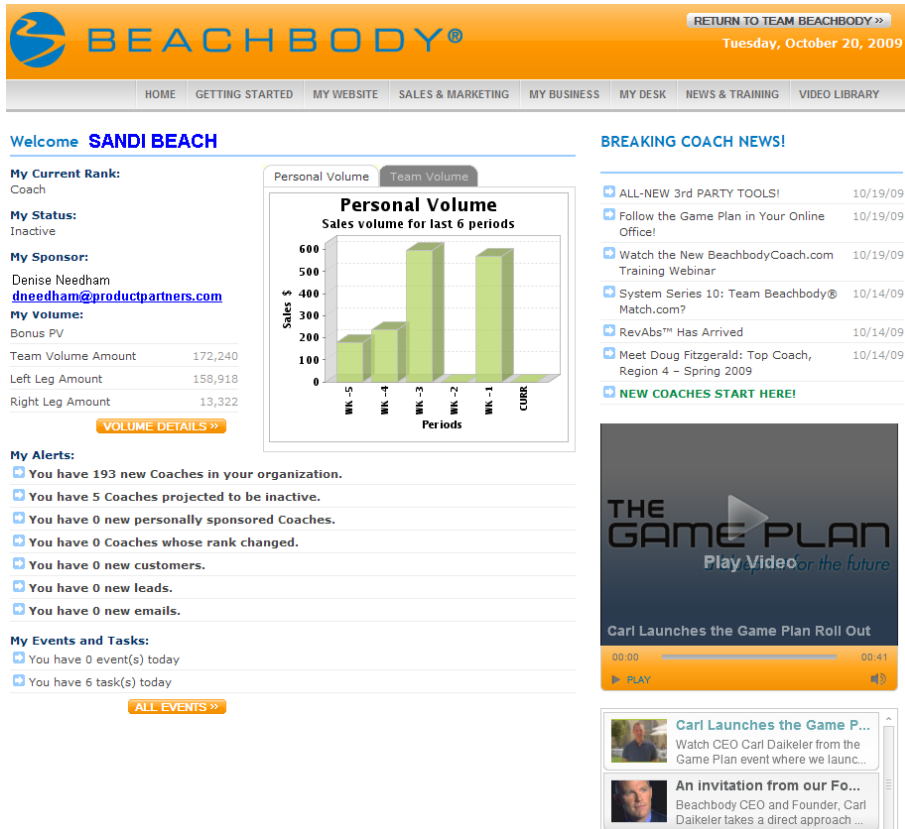 BEACHBODY®
RETURN TO TEAM BEACHBODY »
Tuesday, October 20, 2009
HOME GETTING STARTED MY WEBSITE SALES & MARKETING MY BUSINESS MY DESK NEWS & TRAINING VIDEO LIBRARY
Welcome SANDI BEACH
My Current Rank:
Coach
My Status:
Inactive
My Sponsor:
Denise Needham
dneedham@productpartners.com
My Volume:
Bonus PV
Team Volume Amount 172,240
Left Leg Amount 158,918
Right Leg Amount 13,322
VOLUME DETAILS »
Personal Volume Team Volume
Personal Volume
Sales volume for last 6 periods
Sales $
600
500
400
300
200
100
0
WK -5 WK -4 WK -3 WK -2 WK -1 CURR
Periods
My Alerts:
You have 193 new Coaches in your organization.
You have 5 Coaches projected to be inactive.
You have 0 new personally sponsored Coaches.
You have 0 Coaches whose rank changed.
You have 0 new customers.
You have 0 new leads.
You have 0 new emails.
My Events and Tasks:
You have 0 event(s) today
You have 6 task(s) today
ALL EVENTS »
BREAKING COACH NEWS!
ALL-NEW 3rd PARTY TOOLS! 10/19/09
Follow the Game Plan in Your Online 10/19/09
Office!
Watch the New BeachbodyCoach.com 10/19/09
Training Webinar
System Series 10: Team Beachbody® 10/14/09
Match.com?
RevAbs™ Has Arrived 10/14/09
Meet Doug Fitzgerald: Top Coach, 10/14/09
Region 4 – Spring 2009
NEW COACHES START HERE!
THE
GAME PLAN
Play Video
for the future
Carl Launches the Game Plan Roll Out
00:00 00:41
PLAY
Carl Launches the Game P...
Watch CEO Carl Daikeler from the
Game Plan event where we launc...
An invitation from our Fo...
Beachbody CEO and Founder, Carl
Daikeler takes a direct approach ...